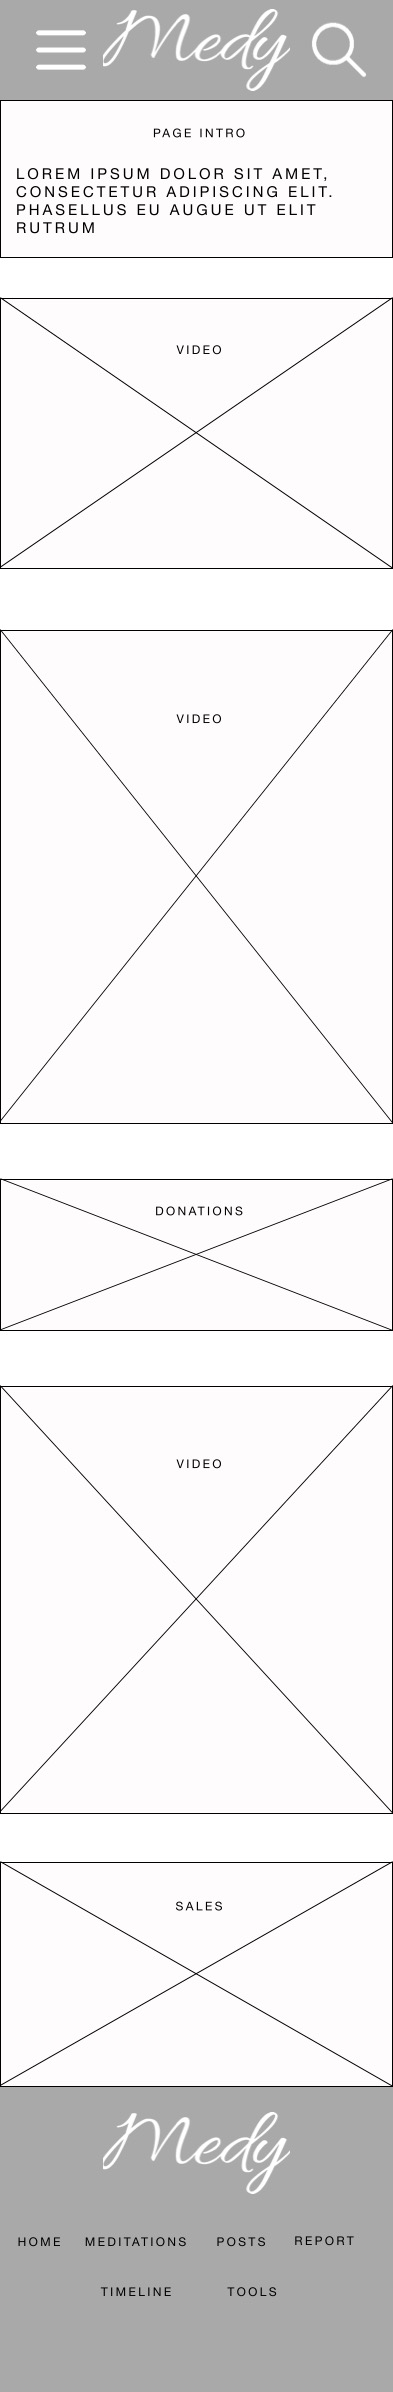 Medy
PAGE INTRO
LOREM IPSUM DOLOR SIT AMET,
CONSECTETUR ADIPISCING ELIT.
PHASELLUS EU AUGUE UT ELIT
RUTRUM
VIDEO
VIDEO
DONATIONS
VIDEO
SALES
Medy
HOME MEDITATIONS POSTS REPORT
TIMELINE TOOLS